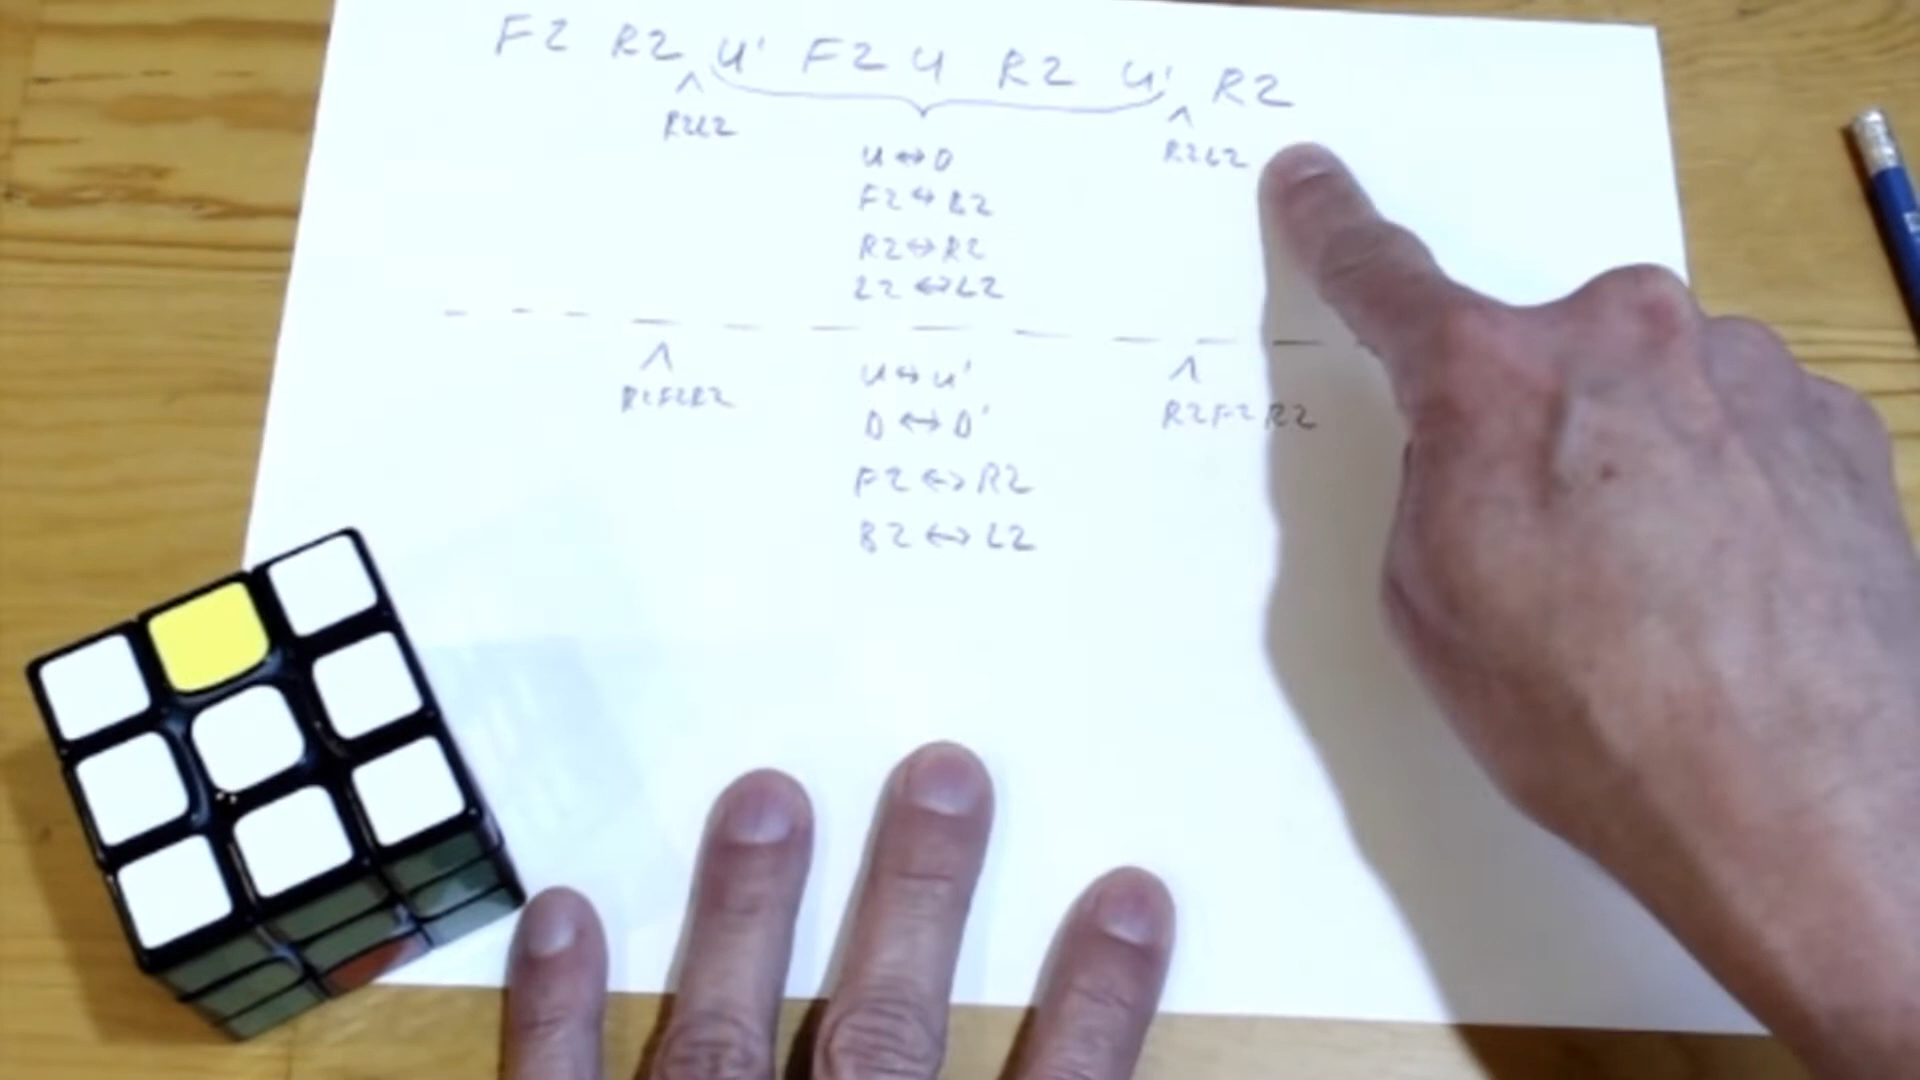 F2 R2 U' F2 U R2 U' R2
^ ^
R2L2 R2L2
U ↔ D
F2 ↔ B2
R2 ↔ R2
L2 ↔ L2
^ ^
R2F2R2 R2F2R2
U ↔ U'
D ↔ D'
F2 ↔ R2
B2 ↔ L2